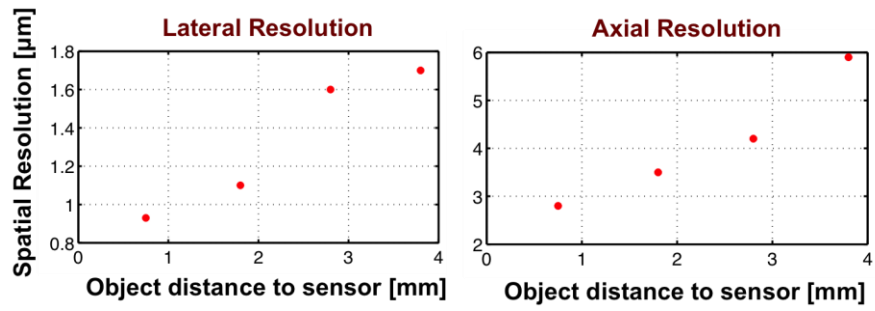 Lateral Resolution
Spatial Resolution [µm]
1.8
1.6
1.4
1.2
1
0.8
0 1 2 3 4
Object distance to sensor [mm]
Axial Resolution
6
5
4
3
2
0 1 2 3 4
Object distance to sensor [mm]